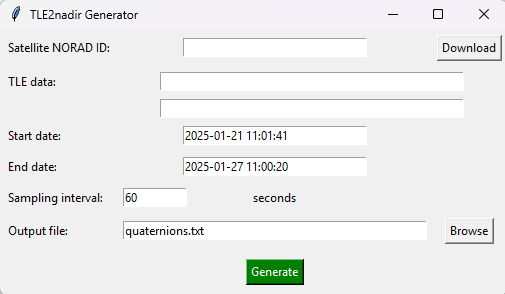 TLE2nadir Generator
Satellite NORAD ID: Download
TLE data:
Start date: 2025-01-21 11:01:41
End date: 2025-01-27 11:00:20
Sampling interval: 60 seconds
Output file: quaternions.txt Browse
Generate